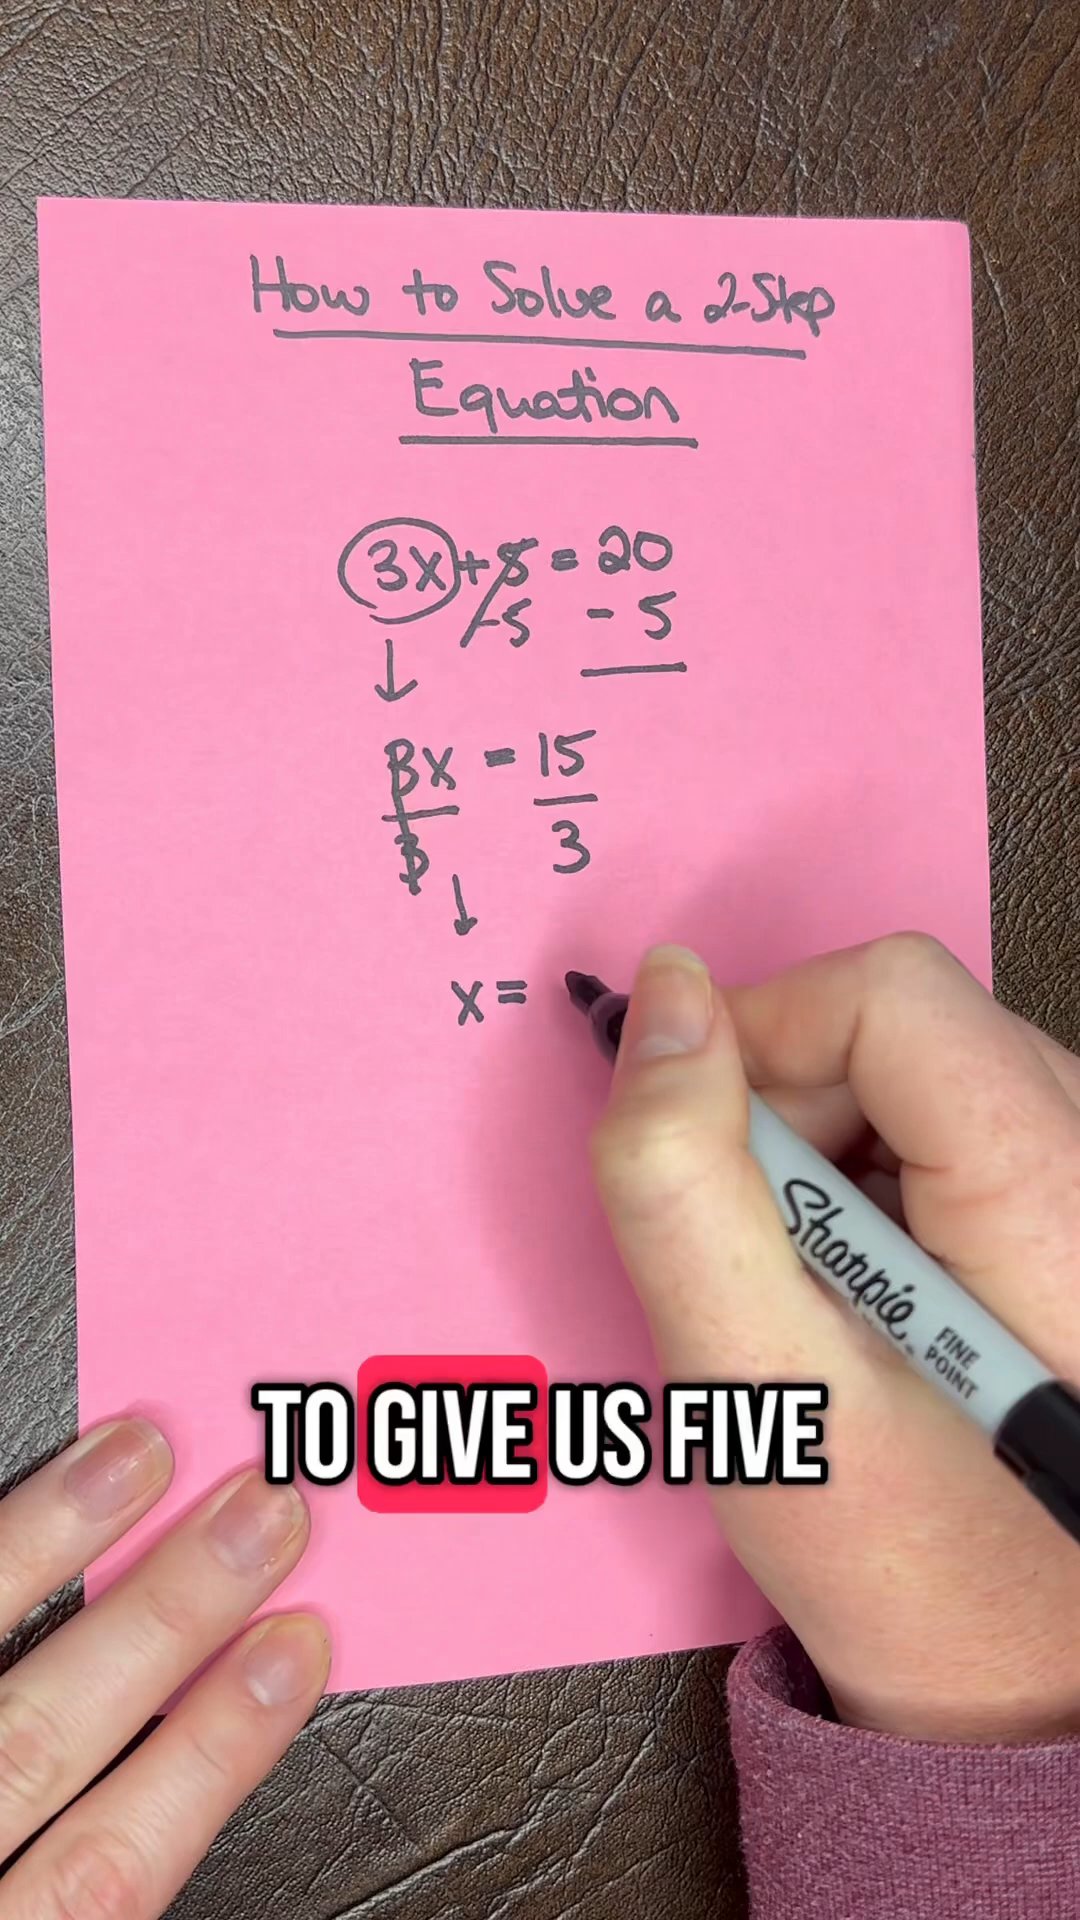 How to Solve a 2-Step
Equation
3x + 5 = 20
-5 - 5
3x = 15
3 3
x =
Sharpie
FINE
POINT
TO GIVE US FIVE